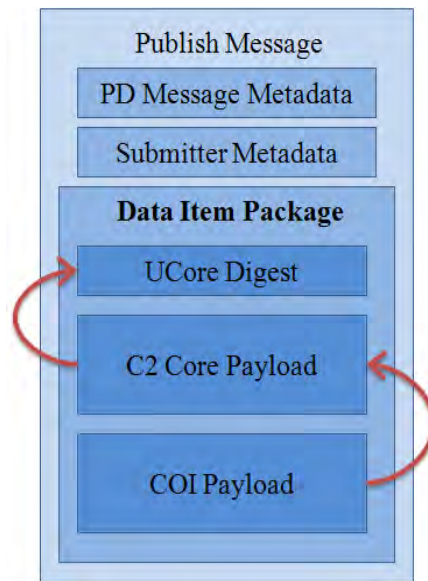 Publish Message
PD Message Metadata
Submitter Metadata
Data Item Package
UCore Digest
C2 Core Payload
COI Payload